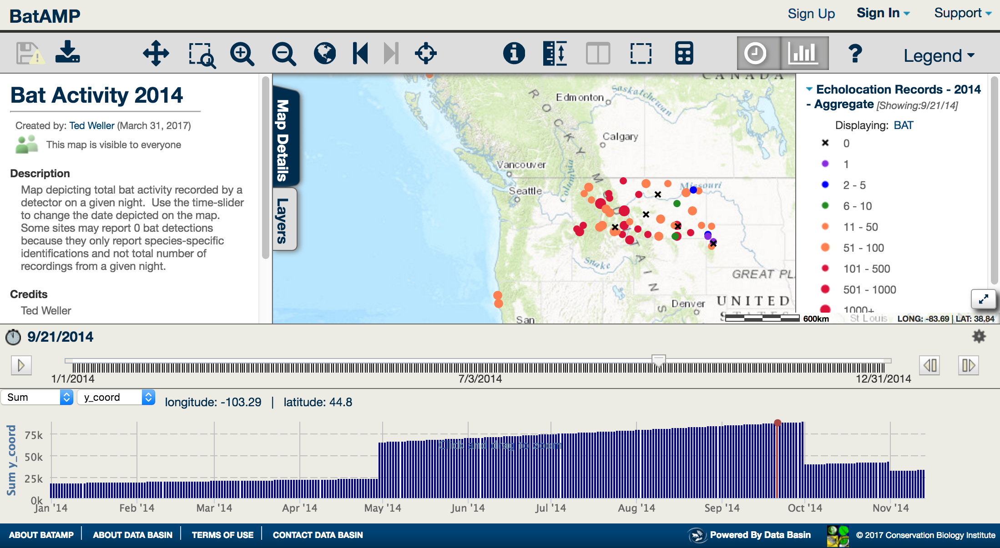 BatAMP
Sign Up
Sign In
Support
Legend
Bat Activity 2014
Created by: Ted Weller (March 31, 2017)
This map is visible to everyone
Description
Map depicting total bat activity recorded by a
detector on a given night. Use the time-slider
to change the date depicted on the map.
Some sites may report 0 bat detections
because they only report species-specific
identifications and not total number of
recordings from a given night.
Credits
Ted Weller
Map Details
Layers
CANADA
Edmonton
Saskatchewan
ROCKY
Calgary
Vancouver
Columbia
Seattle
Missouri
MOUNTAINS
Snake
GREAT PL
Denver
UNITED
STATES
San
St Louis
600km
LONG: -83.69 | LAT: 38.84
Echolocation Records - 2014
- Aggregate [Showing:9/21/14]
Displaying: BAT
0
1
2 - 5
6 - 10
11 - 50
51 - 100
101 - 500
501 - 1000
1000+
9/21/2014
1/1/2014
7/3/2014
12/31/2014
Sum
y_coord
longitude: -103.29 | latitude: 44.8
Sum y_coord
75k
50k
25k
0k
Click and drag to zoom
Jan '14
Feb '14
Mar '14
Apr '14
May '14
Jun '14
Jul '14
Aug '14
Sep '14
Oct '14
Nov '14
ABOUT BATAMP
ABOUT DATA BASIN
TERMS OF USE
CONTACT DATA BASIN
Powered By Data Basin
© 2017 Conservation Biology Institute